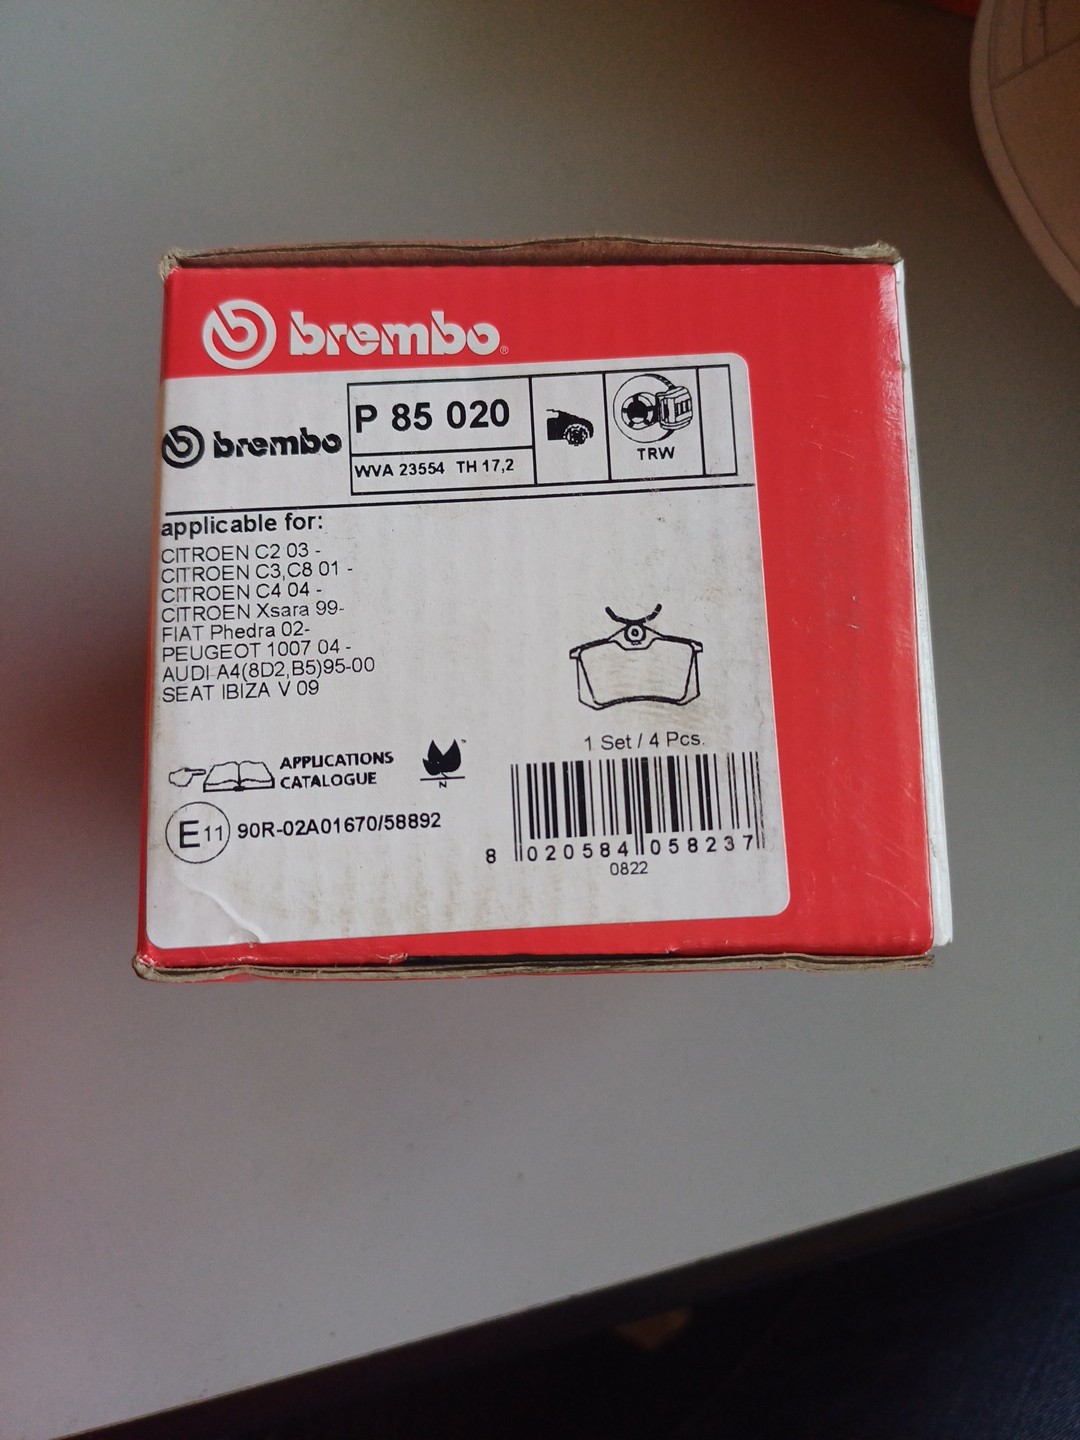 brembo®
brembo
P 85 020
WVA 23554 TH 17,2
TRW
applicable for:
CITROEN C2 03 -
CITROEN C3,C8 01 -
CITROEN C4 04 -
CITROEN Xsara 99-
FIAT Phedra 02-
PEUGEOT 1007 04 -
AUDI A4(8D2,B5)95-00
SEAT IBIZA V 09
1 Set / 4 Pcs.
APPLICATIONS
CATALOGUE
™
N
E11 90R-02A01670/58892
8 020584 058237
0822